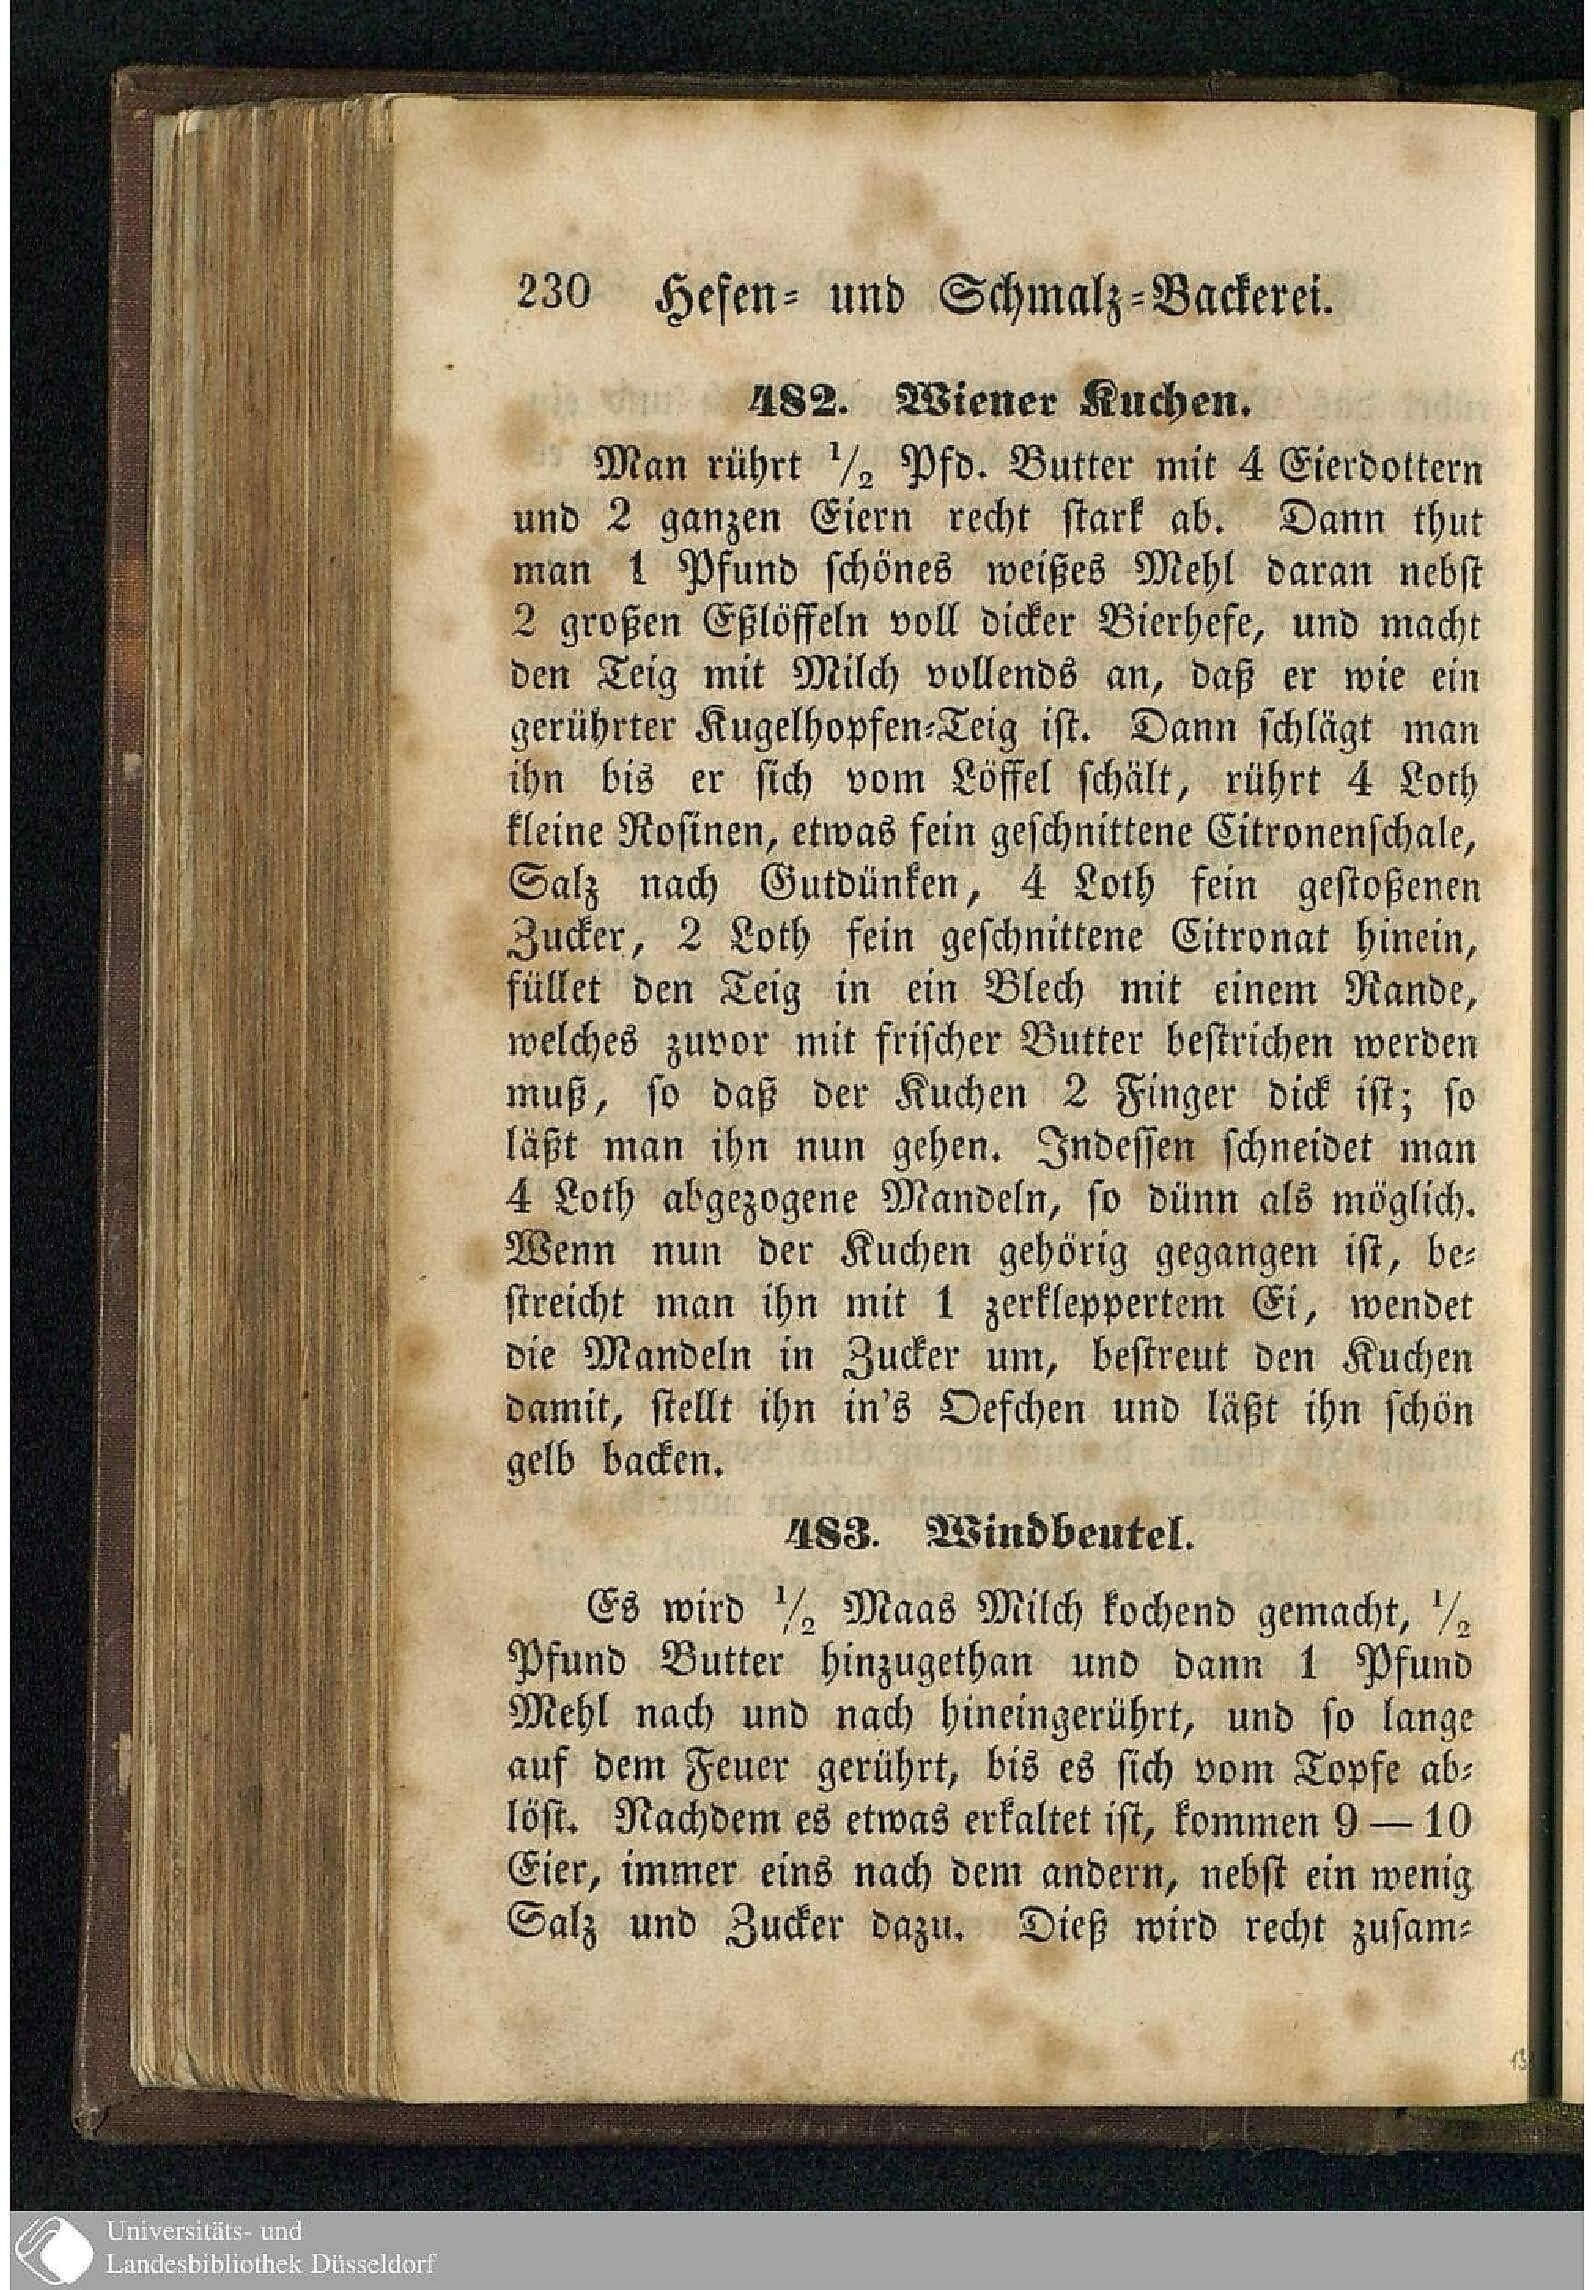 230 Hefen- und Schmalz-Backerei.
482. Wiener Kuchen.
Man rührt 1/2 Pfd. Butter mit 4 Eierdottern
und 2 ganzen Eiern recht stark ab. Dann thut
man 1 Pfund schönes weißes Mehl daran nebst
2 großen Eßlöffeln voll dicker Bierhefe, und macht
den Teig mit Milch vollends an, daß er wie ein
gerührter Kugelhopfen-Teig ist. Dann schlägt man
ihn bis er sich vom Löffel schält, rührt 4 Loth
kleine Rosinen, etwas fein geschnittene Citronenschale,
Salz nach Gutdünken, 4 Loth fein gestoßenen
Zucker, 2 Loth fein geschnittene Citronat hinein,
füllet den Teig in ein Blech mit einem Rande,
welches zuvor mit frischer Butter bestrichen werden
muß, so daß der Kuchen 2 Finger dick ist; so
läßt man ihn nun gehen. Indessen schneidet man
4 Loth abgezogene Mandeln, so dünn als möglich.
Wenn nun der Kuchen gehörig gegangen ist, be-
streicht man ihn mit 1 zerkleppertem Ei, wendet
die Mandeln in Zucker um, bestreut den Kuchen
damit, stellt ihn in's Oefchen und läßt ihn schön
gelb backen.
483. Windbeutel.
Es wird 1/2 Maas Milch kochend gemacht, 1/2
Pfund Butter hinzugethan und dann 1 Pfund
Mehl nach und nach hineingerührt, und so lange
auf dem Feuer gerührt, bis es sich vom Topfe ab-
löst. Nachdem es etwas erkaltet ist, kommen 9 — 10
Eier, immer eins nach dem andern, nebst ein wenig
Salz und Zucker dazu. Dieß wird recht zusam-
Universitäts- und
Landesbibliothek Düsseldorf